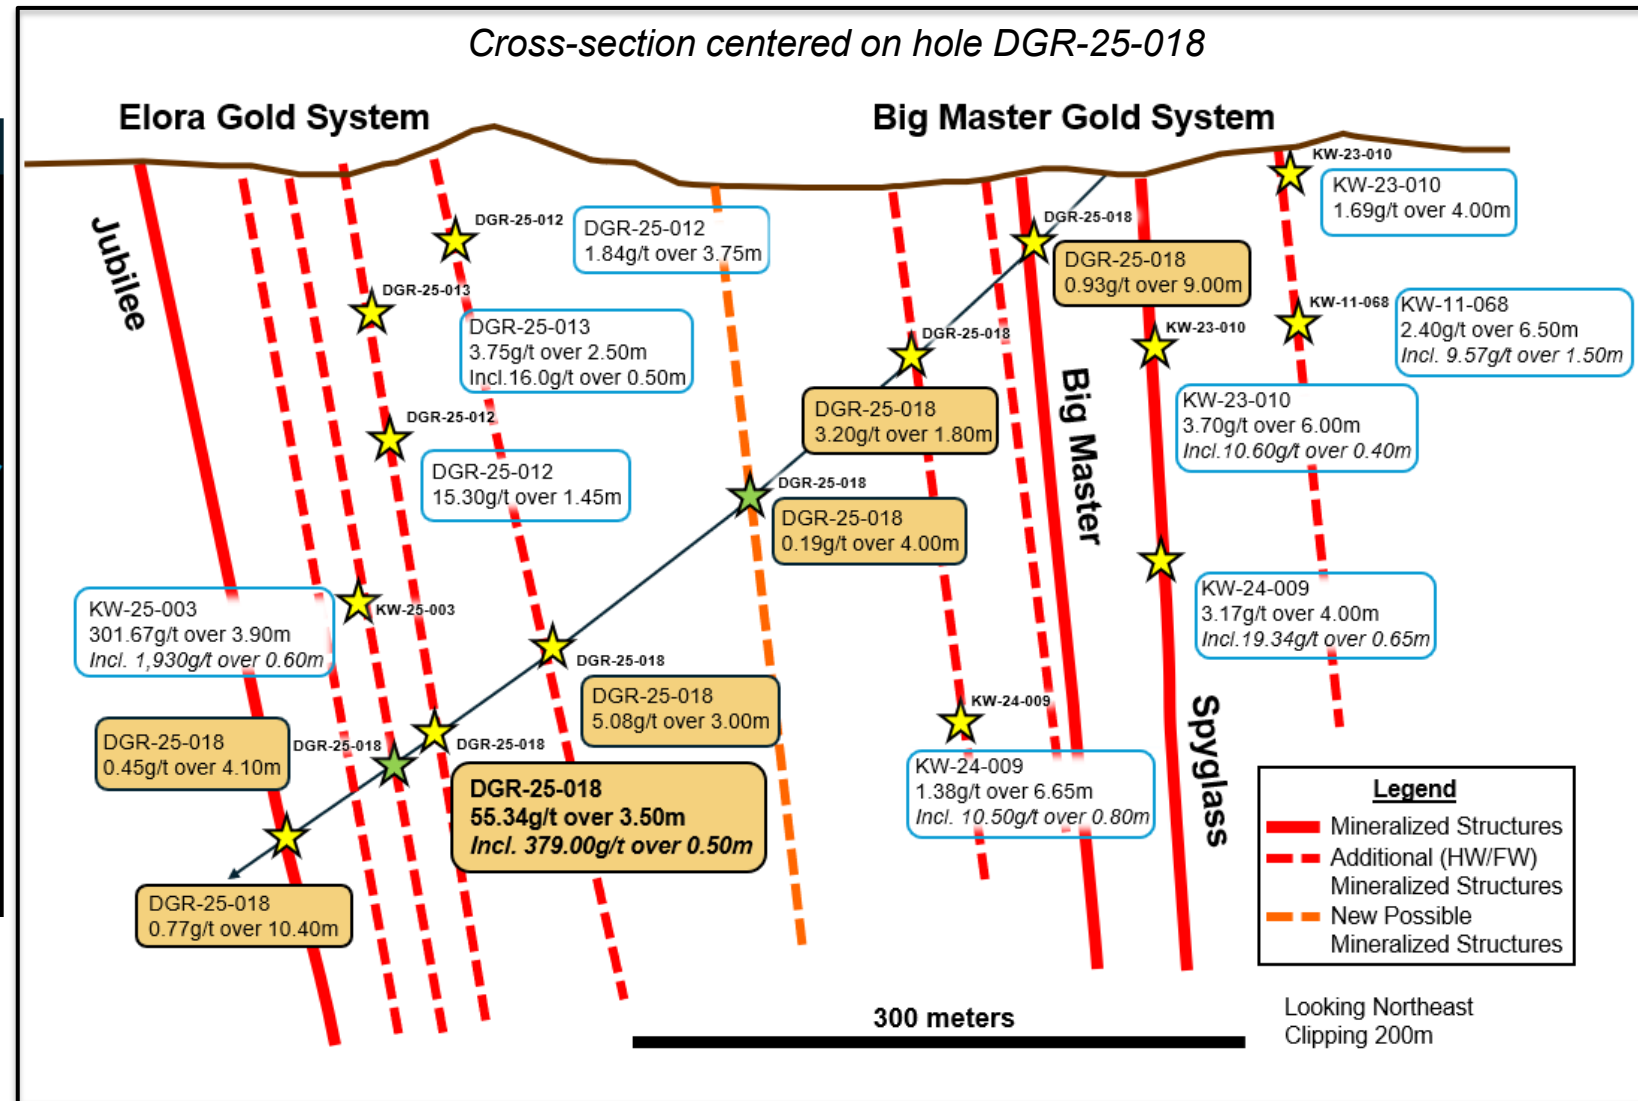 Cross-section centered on hole DGR-25-018
Elora Gold System
Big Master Gold System
Jubilee
DGR-25-012
DGR-25-012
1.84g/t over 3.75m
DGR-25-013
DGR-25-013
3.75g/t over 2.50m
Incl.16.0g/t over 0.50m
DGR-25-012
DGR-25-012
15.30g/t over 1.45m
KW-25-003
301.67g/t over 3.90m
Incl. 1,930g/t over 0.60m
KW-25-003
DGR-25-018
0.45g/t over 4.10m
DGR-25-018
DGR-25-018
DGR-25-018
55.34g/t over 3.50m
Incl. 379.00g/t over 0.50m
DGR-25-018
0.77g/t over 10.40m
DGR-25-018
DGR-25-018
5.08g/t over 3.00m
DGR-25-018
DGR-25-018
0.19g/t over 4.00m
DGR-25-018
DGR-25-018
3.20g/t over 1.80m
DGR-25-018
DGR-25-018
0.93g/t over 9.00m
Big Master
KW-24-009
KW-24-009
1.38g/t over 6.65m
Incl. 10.50g/t over 0.80m
KW-23-010
KW-23-010
1.69g/t over 4.00m
KW-11-068
KW-11-068
2.40g/t over 6.50m
Incl. 9.57g/t over 1.50m
KW-23-010
KW-23-010
3.70g/t over 6.00m
Incl.10.60g/t over 0.40m
KW-24-009
3.17g/t over 4.00m
Incl.19.34g/t over 0.65m
Spyglass
Legend
Mineralized Structures
Additional (HW/FW)
Mineralized Structures
New Possible
Mineralized Structures
300 meters
Looking Northeast
Clipping 200m